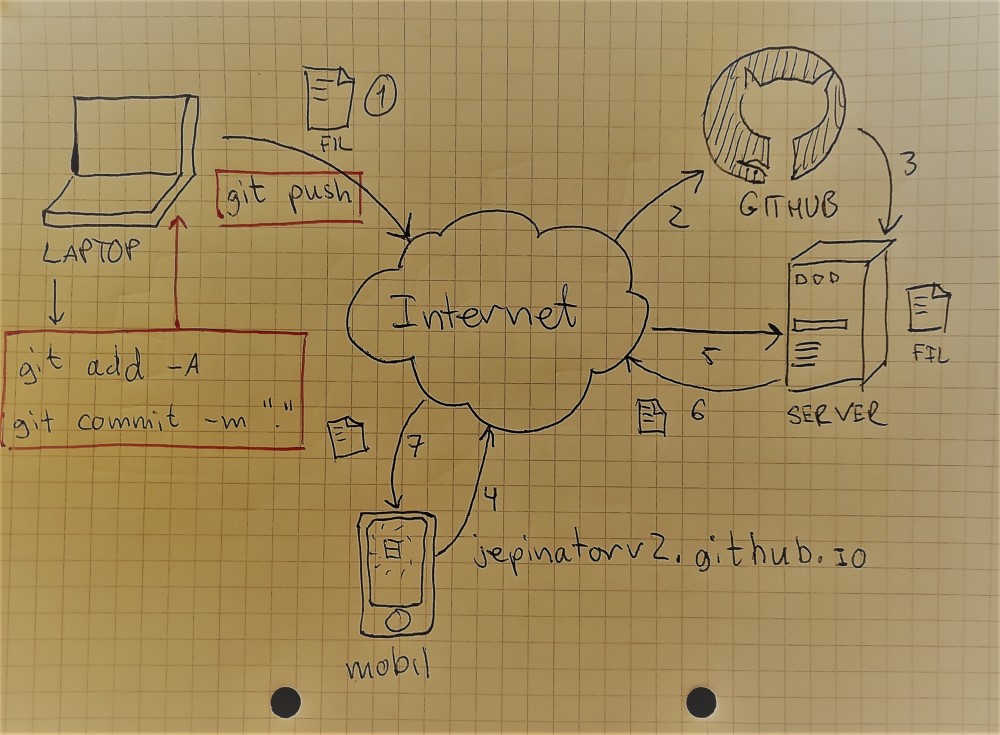 FIL
1
git push
LAPTOP
git add -A
git commit -m "."
Internet
2
GITHUB
3
5
FIL
6
SERVER
7
4
jepinatorv2.github.io
mobil